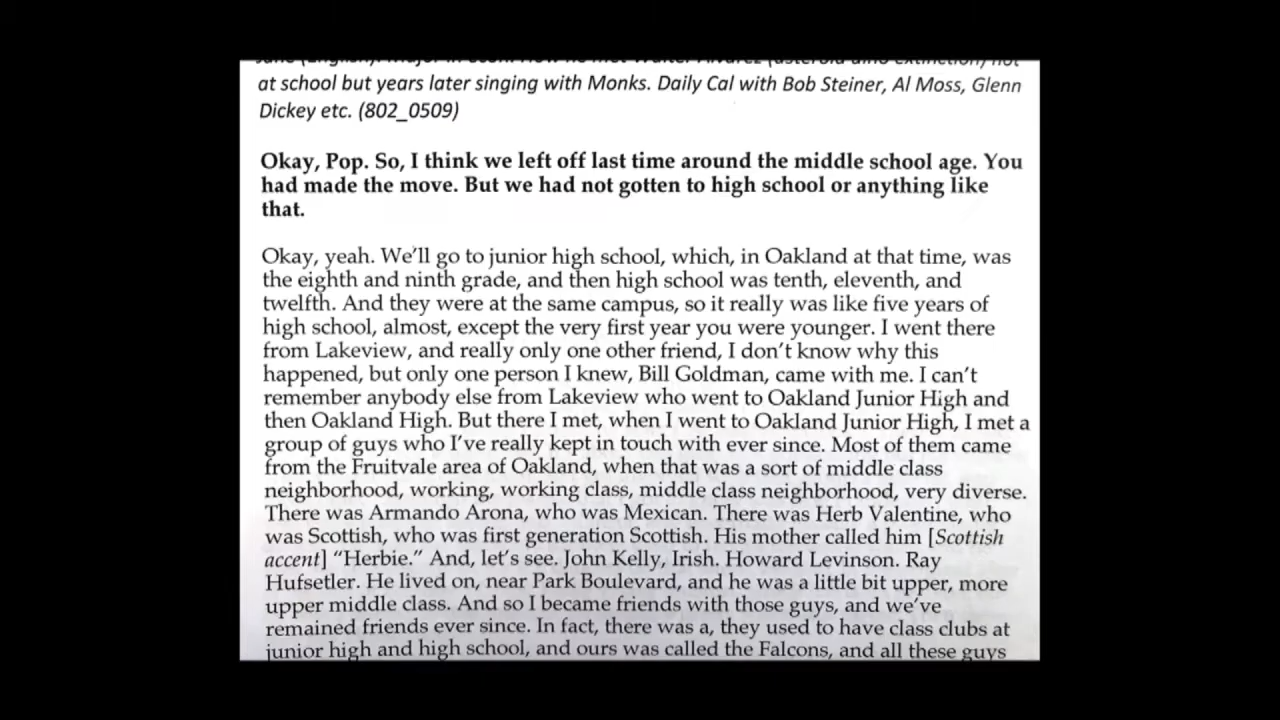 at school but years later singing with Monks. Daily Cal with Bob Steiner, Al Moss, Glenn
Dickey etc. (802_0509)
Okay, Pop. So, I think we left off last time around the middle school age. You
had made the move. But we had not gotten to high school or anything like
that.
Okay, yeah. We'll go to junior high school, which, in Oakland at that time, was
the eighth and ninth grade, and then high school was tenth, eleventh, and
twelfth. And they were at the same campus, so it really was like five years of
high school, almost, except the very first year you were younger. I went there
from Lakeview, and really only one other friend, I don't know why this
happened, but only one person I knew, Bill Goldman, came with me. I can't
remember anybody else from Lakeview who went to Oakland Junior High and
then Oakland High. But there I met, when I went to Oakland Junior High, I met a
group of guys who I've really kept in touch with ever since. Most of them came
from the Fruitvale area of Oakland, when that was a sort of middle class
neighborhood, working, working class, middle class neighborhood, very diverse.
There was Armando Arona, who was Mexican. There was Herb Valentine, who
was Scottish, who was first generation Scottish. His mother called him [Scottish
accent] "Herbie." And, let's see. John Kelly, Irish. Howard Levinson. Ray
Hufsetler. He lived on, near Park Boulevard, and he was a little bit upper, more
upper middle class. And so I became friends with those guys, and we've
remained friends ever since. In fact, there was a, they used to have class clubs at
junior high and high school, and ours was called the Falcons, and all these guys